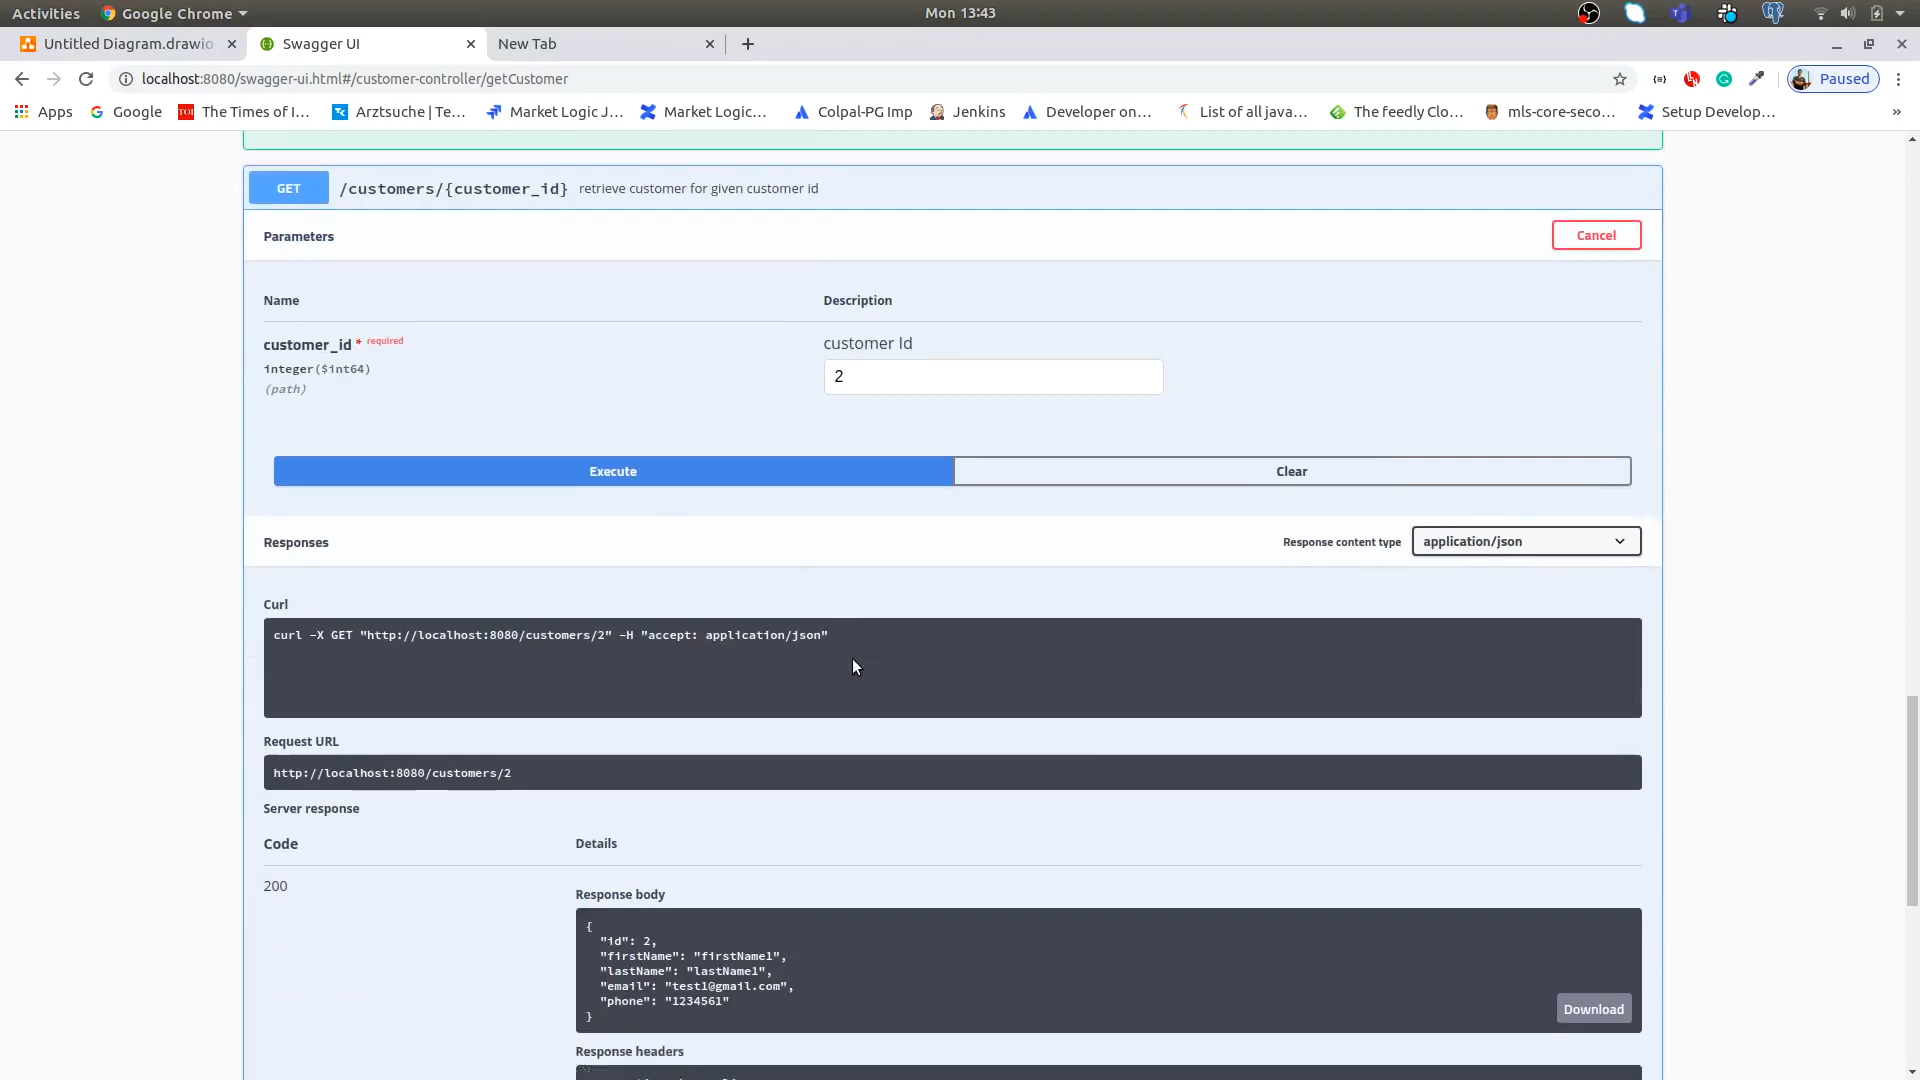 Activities Google Chrome Mon 13:43
Untitled Diagram.drawio Swagger UI New Tab
localhost:8080/swagger-ui.html#/customer-controller/getCustomer Paused
Apps Google The Times of I... Arztsuche | Te... Market Logic J... Market Logic... Colpal-PG Imp Jenkins Developer on... List of all java... The feedly Clo... mls-core-seco... Setup Develop... »
GET /customers/{customer_id} retrieve customer for given customer id
Parameters Cancel
Name Description
customer_id * required customer Id
integer($int64) 2
(path)
Execute Clear
Responses Response content type application/json
Curl
curl -X GET "http://localhost:8080/customers/2" -H "accept: application/json"
Request URL
http://localhost:8080/customers/2
Server response
Code Details
200
Response body
{
"id": 2,
"firstName": "firstName1",
"lastName": "lastName1",
"email": "test1@gmail.com",
"phone": "1234561"
}
Download
Response headers